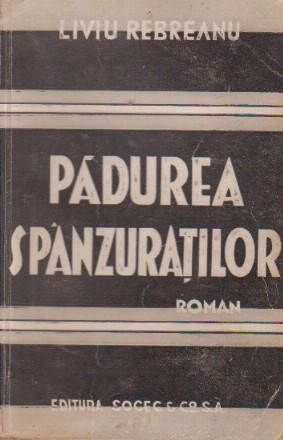 LIVIU REBREANU
PĂDUREA
SPÂNZURAȚILOR
ROMAN
EDITURA SOCEC & Co. S.A.